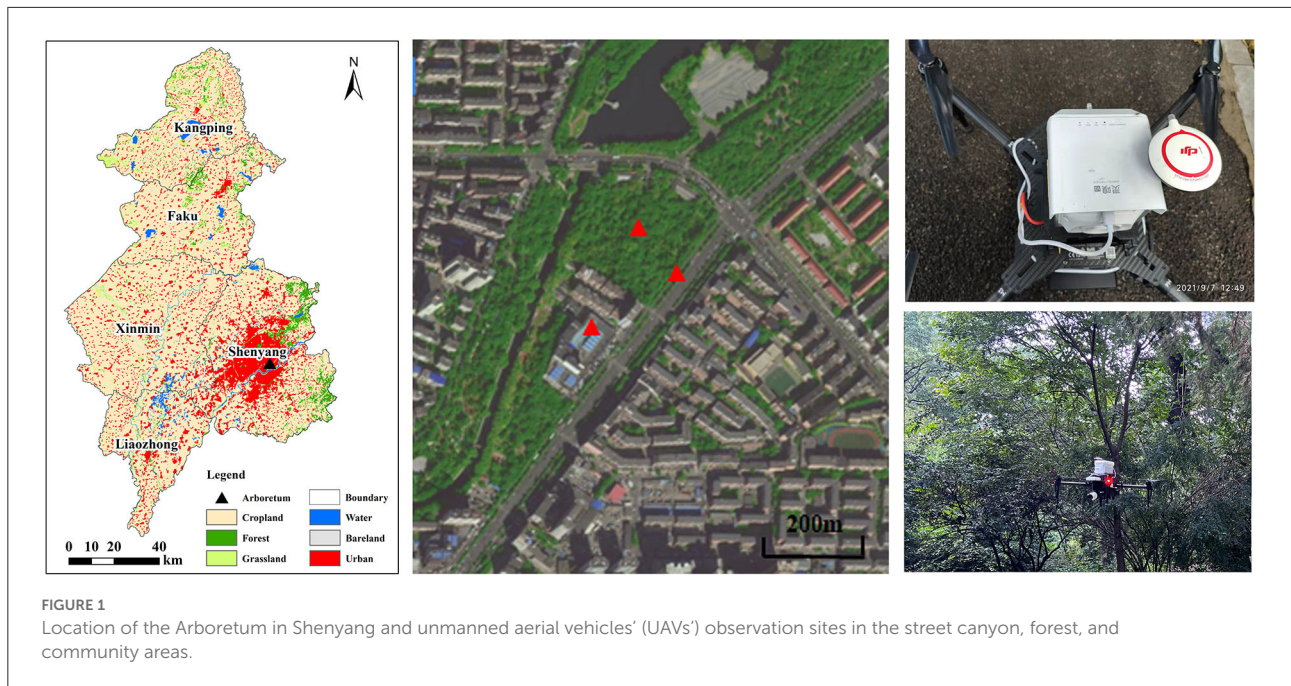 N
Kangping
Faku
Xinmin
Shenyang
Liaozhong
Legend
Arboretum
Boundary
Cropland
Water
Forest
Bareland
Grassland
Urban
0 10 20 40
km
200m
dji
2021/9/7 12:49
FIGURE 1
Location of the Arboretum in Shenyang and unmanned aerial vehicles‘ (UAVs‘) observation sites in the street canyon, forest, and
community areas.